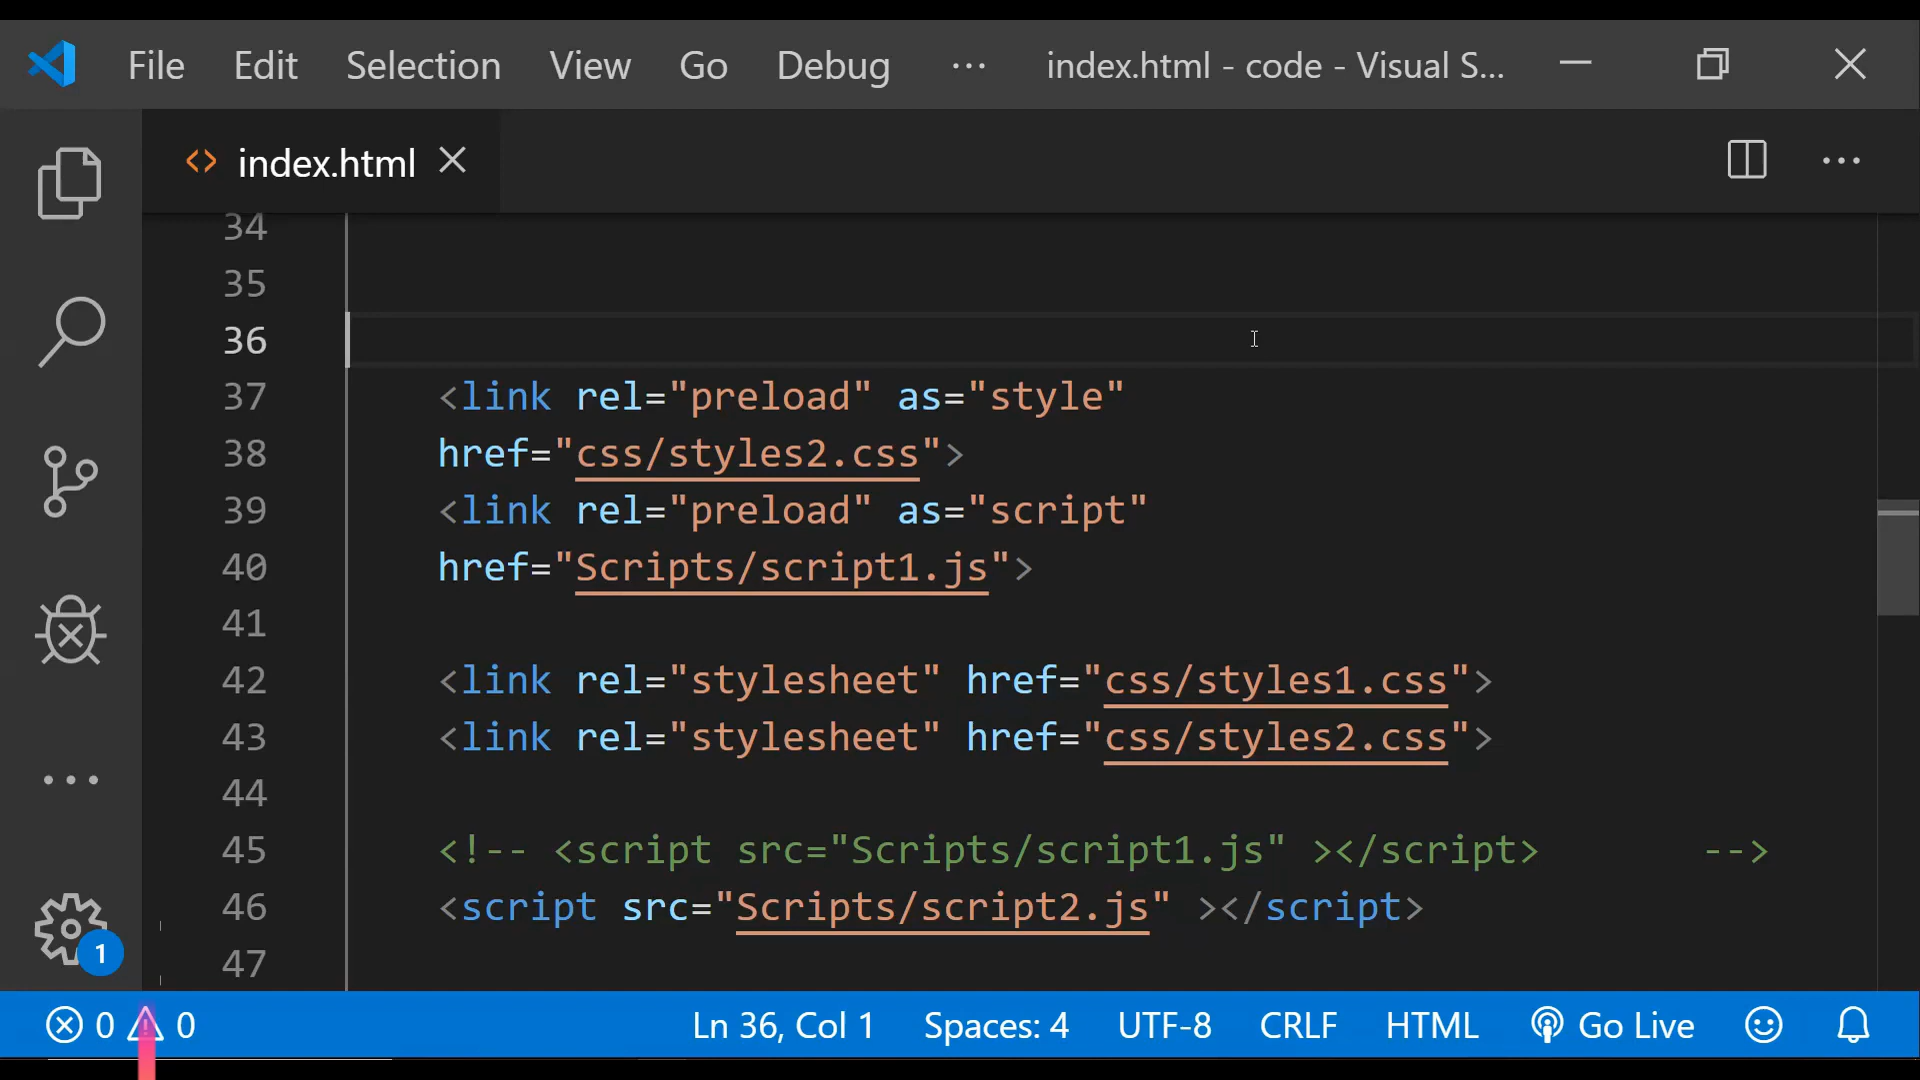 File Edit Selection View Go Debug ... index.html - code - Visual S...
index.html
34
35
36
37 <link rel="preload" as="style"
38 href="css/styles2.css">
39 <link rel="preload" as="script"
40 href="Scripts/script1.js">
41
42 <link rel="stylesheet" href="css/styles1.css">
43 <link rel="stylesheet" href="css/styles2.css">
44
45 <!-- <script src="Scripts/script1.js" ></script> -->
46 <script src="Scripts/script2.js" ></script>
47
1
0 0 Ln 36, Col 1 Spaces: 4 UTF-8 CRLF HTML Go Live